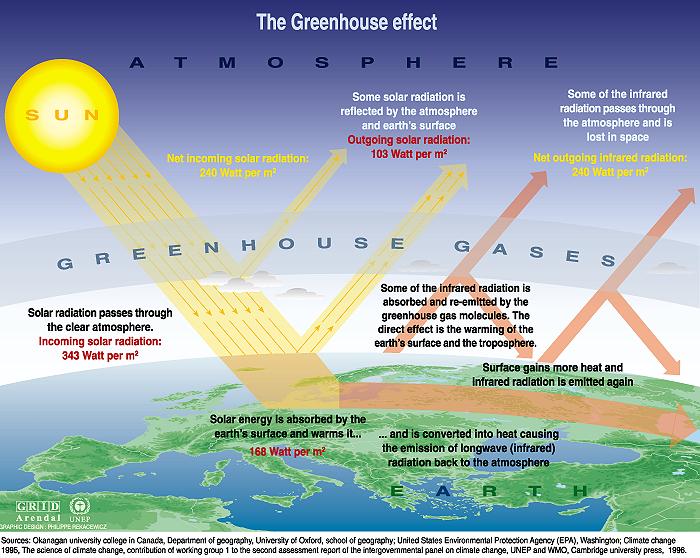 The Greenhouse effect
ATMOSPHERE
SUN
Some solar radiation is
reflected by the atmosphere
and earth's surface
Outgoing solar radiation:
103 Watt per m²
Some of the infrared
radiation passes through
the atmosphere and is
lost in space
Net outgoing infrared radiation:
240 Watt per m²
Net incoming solar radiation:
240 Watt per m²
GREENHOUSE GASES
Solar radiation passes through
the clear atmosphere.
Incoming solar radiation:
343 Watt per m²
Some of the infrared radiation is
absorbed and re-emitted by the
greenhouse gas molecules. The
direct effect is the warming of the
earth's surface and the troposphere.
Surface gains more heat and
infrared radiation is emitted again
Solar energy is absorbed by the
earth's surface and warms it...
168 Watt per m²
... and is converted into heat causing
the emission of longwave (infrared)
radiation back to the atmosphere
EARTH
GRID
Arendal UNEP
GRAPHIC DESIGN : PHILIPPE REKACEWICZ
Sources: Okanagan university college in Canada, Department of geography, University of Oxford, school of geography; United States Environmental Protection Agency (EPA), Washington; Climate change
1995, The science of climate change, contribution of working group 1 to the second assessment report of the intergovernmental panel on climate change, UNEP and WMO, Cambridge university press, 1996.